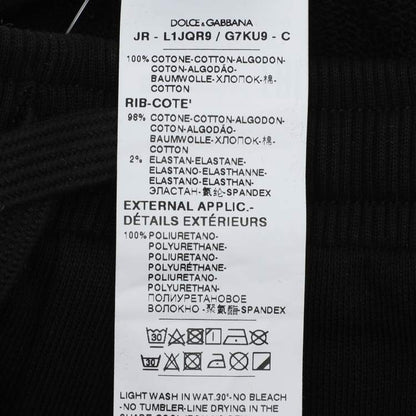 DOLCE & GABBANA
JR - L1JQR9 / G7KU9 - C
100% COTONE-COTTON-ALGODON-
COTON-ALGODÃO-
BAUMWOLLE-ХЛОПОК-棉-
COTTON
RIB-COTE'
98% COTONE-COTTON-ALGODON-
COTON-ALGODÃO-
BAUMWOLLE-ХЛОПОК-棉-
COTTON
2% ELASTAN-ELASTANE-
ELASTANO-ELASTHANNE-
ELASTANO-ELASTHAN-
ЭЛАСТАН-氨纶-SPANDEX
EXTERNAL APPLIC.-
DÉTAILS EXTÉRIEURS
100% POLIURETANO-
POLYURETHANE-
POLYURÉTHANE-
POLIURETANO-
POLYURETHAN-
ПОЛИУРЕТАНОВОЕ
ВОЛОКНО-聚氨酯-SPANDEX
30
30
LIGHT WASH IN WAT.30°-NO BLEACH
-NO TUMBLER-LINE DRYING IN THE